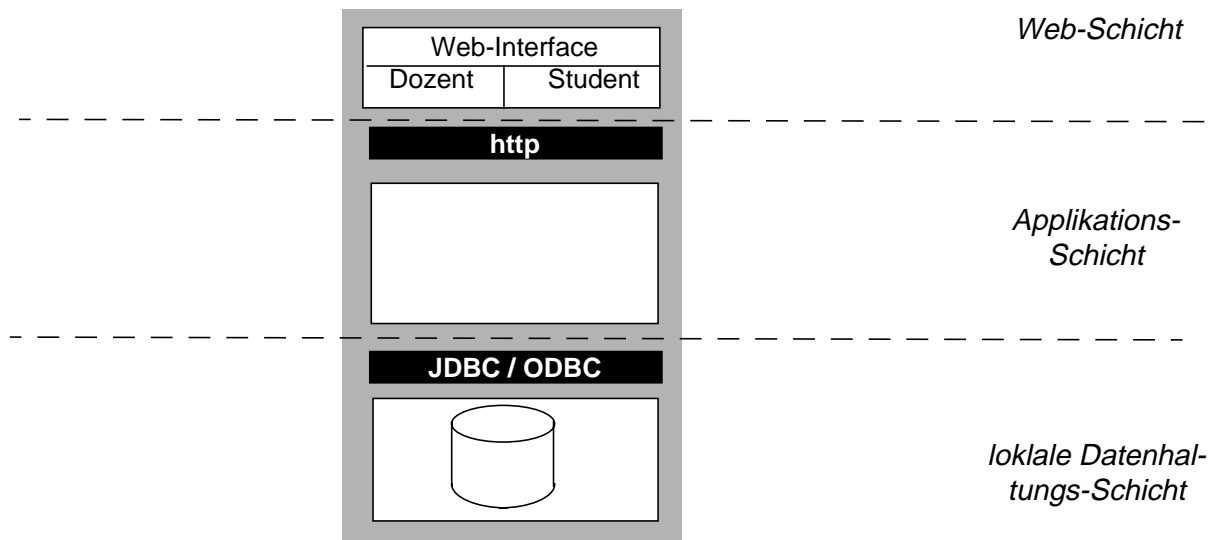 Web-Schicht
Web-Interface
Dozent Student
http
Applikations-
Schicht
JDBC / ODBC
loklale Datenhal-
tungs-Schicht